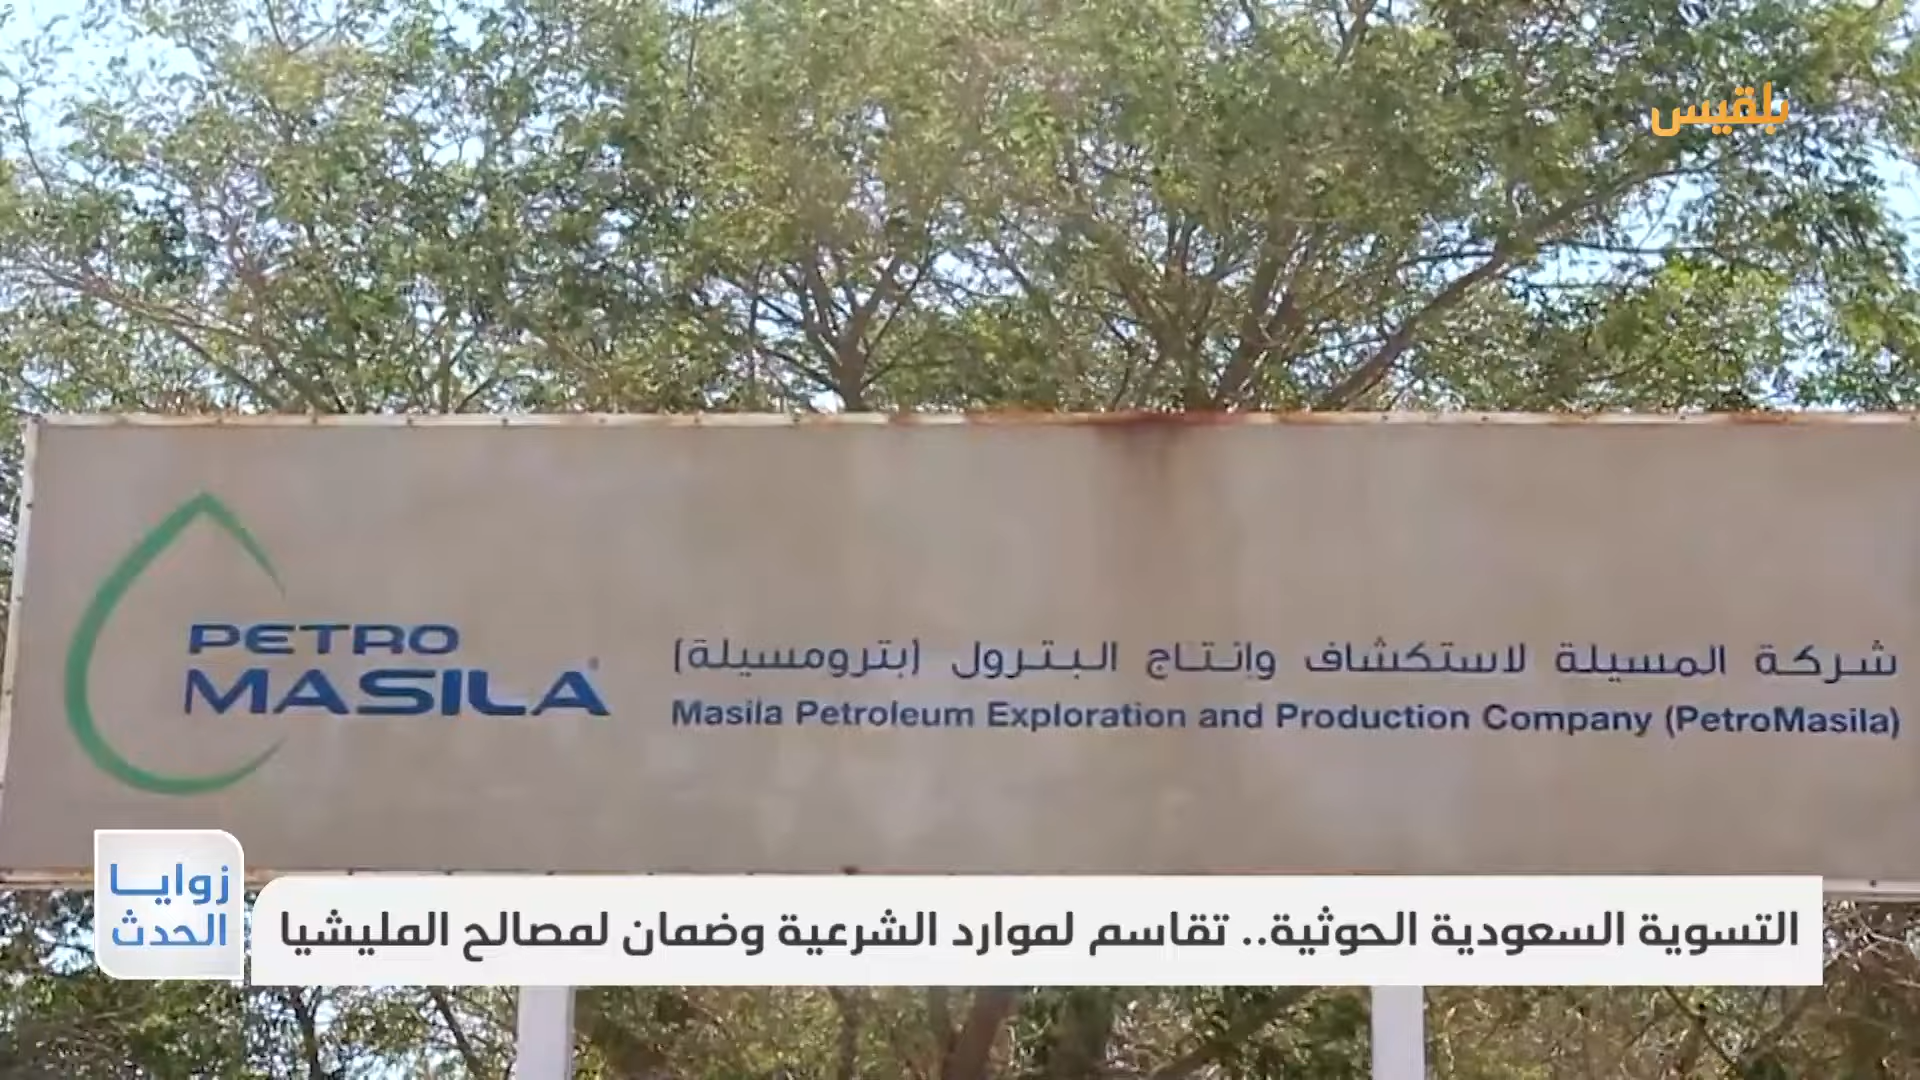 بلقيس
PETRO
MASILA®
شركة المسيلة لاستكشاف وانتاج البترول (بترومسيلة)
Masila Petroleum Exploration and Production Company (PetroMasila)
زوايا
الحدث
التسوية السعودية الحوثية.. تقاسم لموارد الشرعية وضمان لمصالح المليشيا